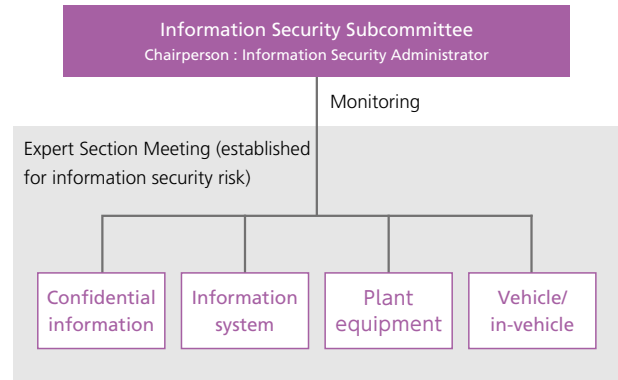 Information Security Subcommittee
Chairperson : Information Security Administrator
Monitoring
Expert Section Meeting (established
for information security risk)
Confidential
information
Information
system
Plant
equipment
Vehicle/
in-vehicle